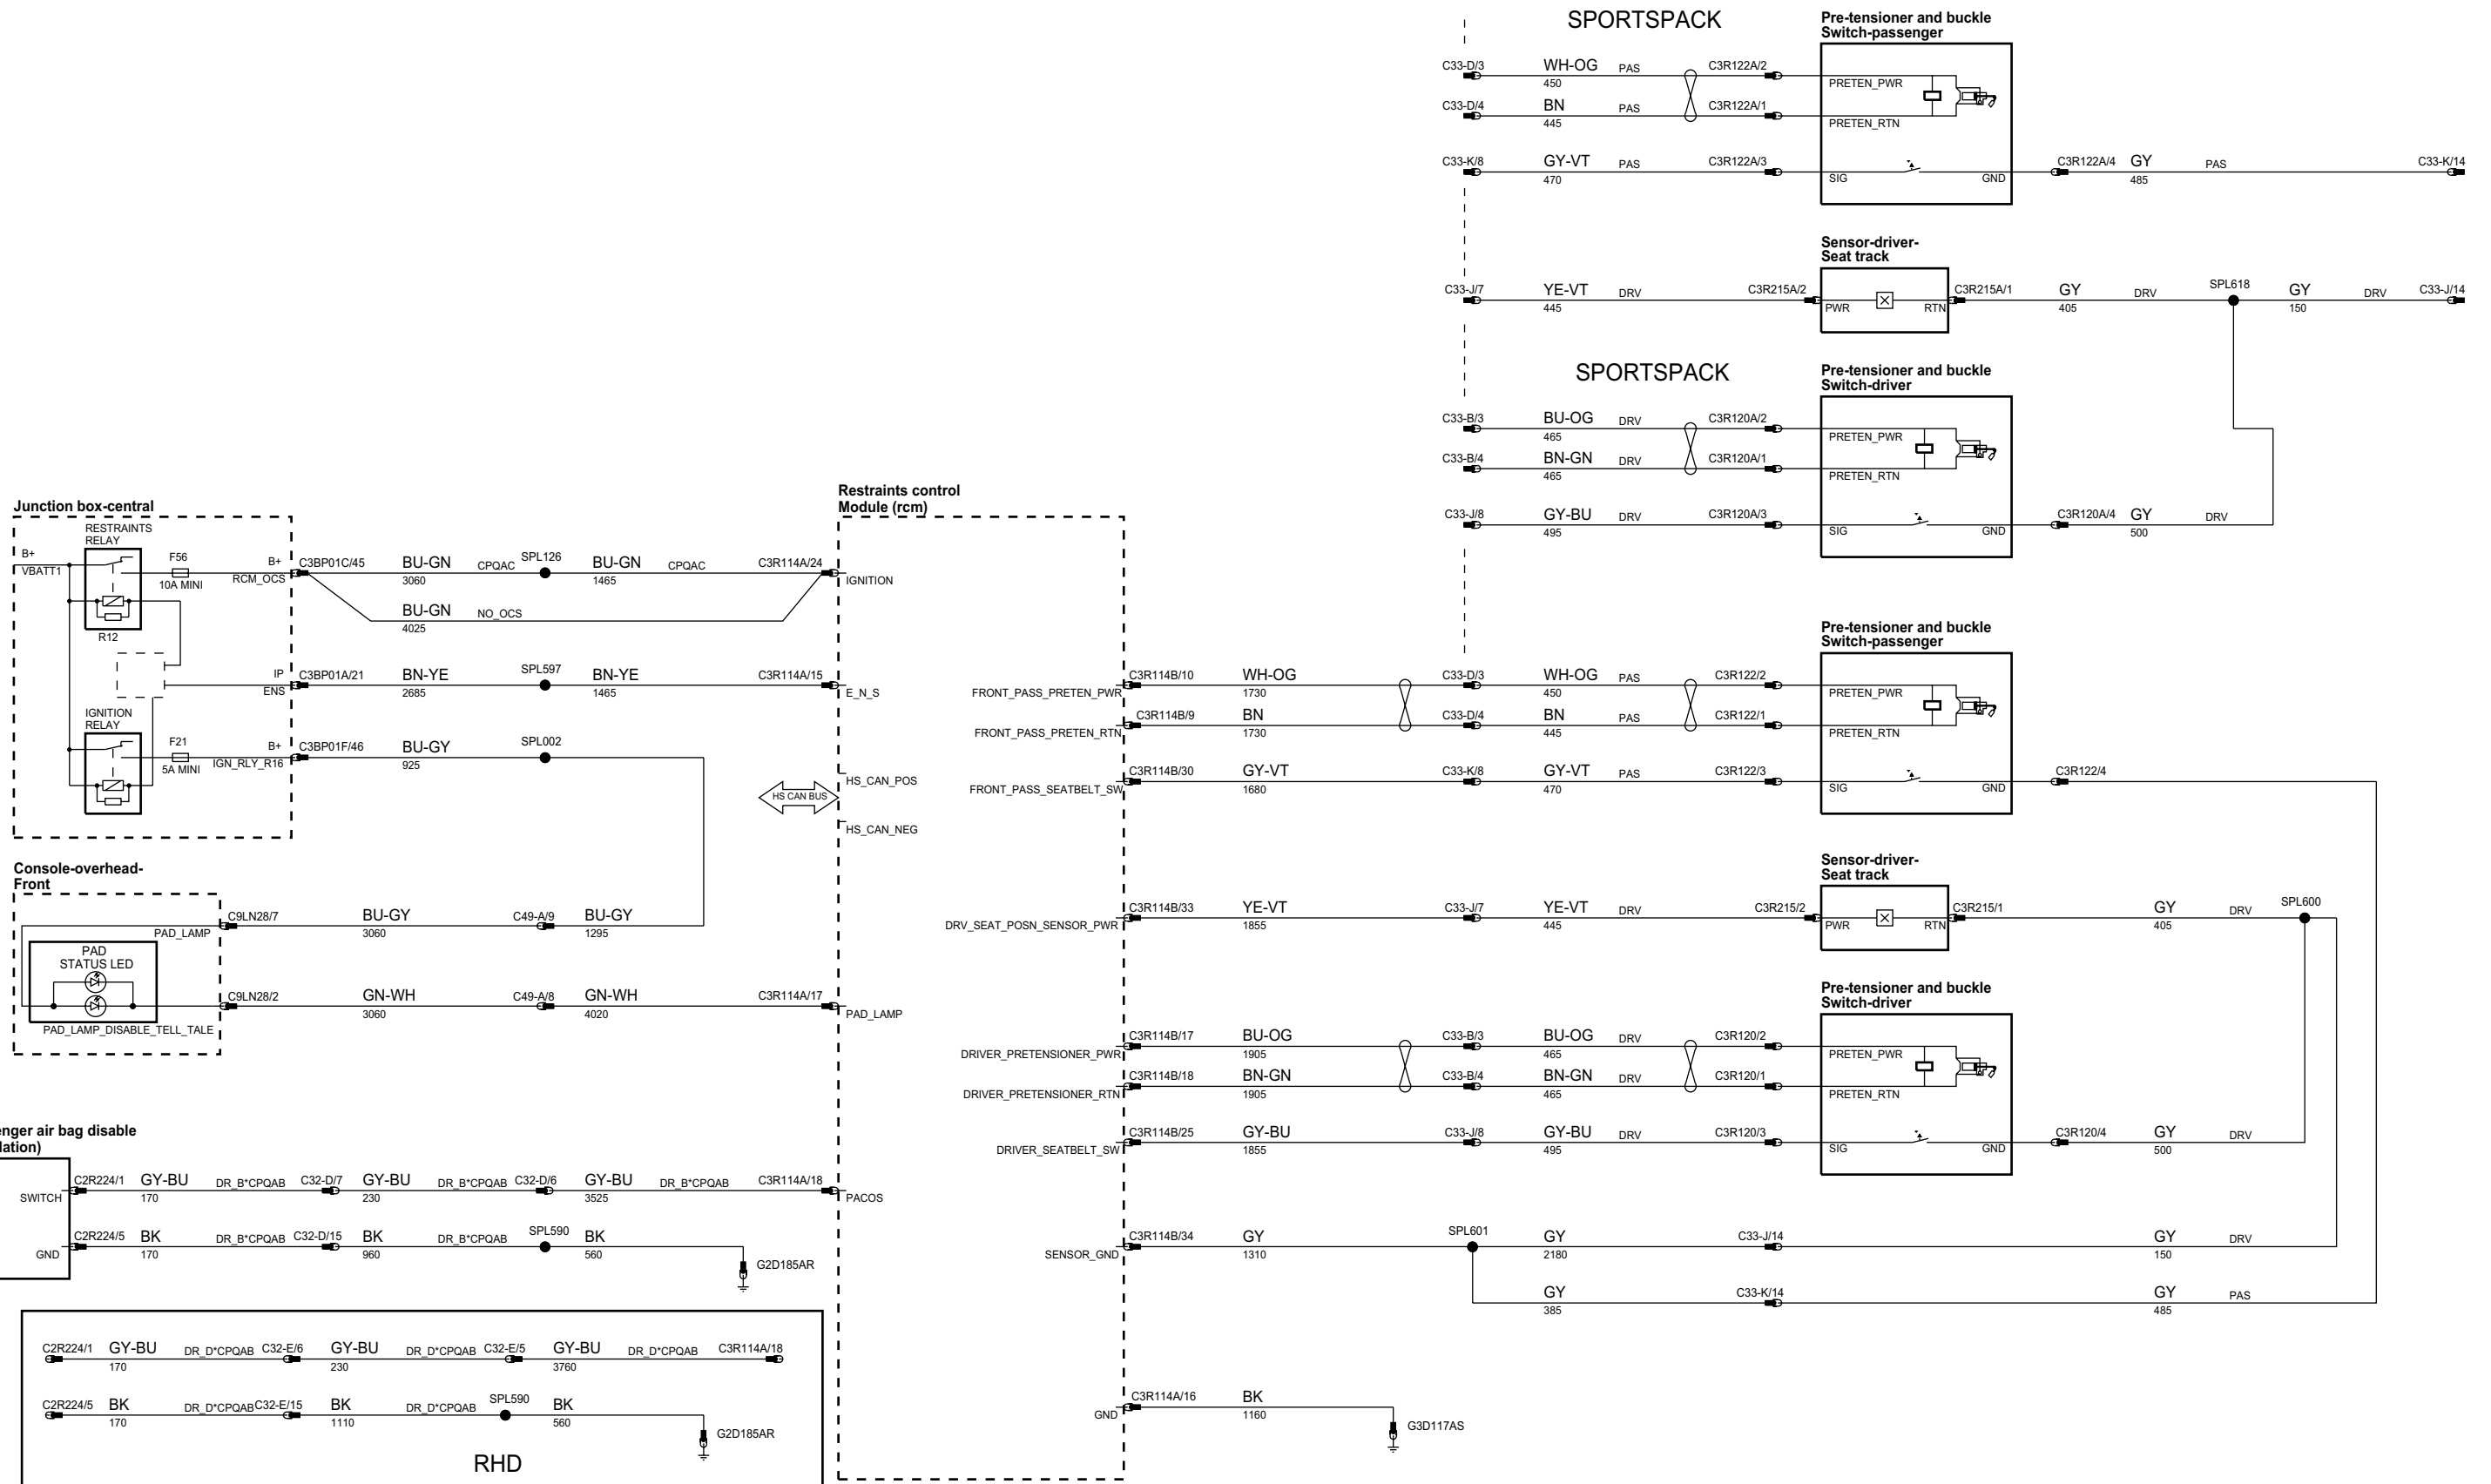 SPORTSPACK
Pre-tensioner and buckle
Switch-passenger
C33-D/3 WH-OG PAS C3R122A/2
450
PRETEN_PWR
C33-D/4 BN PAS C3R122A/1
445
PRETEN_RTN
C33-K/8 GY-VT PAS C3R122A/3
470
SIG GND
C3R122A/4 GY PAS C33-K/14
485
Sensor-driver-
Seat track
C33-J/7 YE-VT DRV C3R215A/2
445
PWR RTN
C3R215A/1 GY DRV SPL618 GY DRV C33-J/14
405 150
SPORTSPACK
Pre-tensioner and buckle
Switch-driver
C33-B/3 BU-OG DRV C3R120A/2
465
PRETEN_PWR
C33-B/4 BN-GN DRV C3R120A/1
465
PRETEN_RTN
C33-J/8 GY-BU DRV C3R120A/3
495
SIG GND
C3R120A/4 GY DRV
500
Junction box-central
RESTRAINTS
RELAY
B+
VBATT1
F56
10A MINI
R12
B+
RCM_OCS
C3BP01C/45 BU-GN CPQAC SPL126 BU-GN CPQAC C3R114A/24
3060 1465
BU-GN NO_OCS
4025
IP
ENS
C3BP01A/21 BN-YE SPL597 BN-YE C3R114A/15
2685 1465
IGNITION
RELAY
F21
5A MINI
B+
IGN_RLY_R16
C3BP01F/46 BU-GY SPL002
925
Restraints control
Module (rcm)
IGNITION
E_N_S
HS CAN BUS
HS_CAN_POS
HS_CAN_NEG
PAD_LAMP
PACOS
FRONT_PASS_PRETEN_PWR
FRONT_PASS_PRETEN_RTN
FRONT_PASS_SEATBELT_SW
DRV_SEAT_POSN_SENSOR_PWR
DRIVER_PRETENSIONER_PWR
DRIVER_PRETENSIONER_RTN
DRIVER_SEATBELT_SW
SENSOR_GND
GND
Console-overhead-
Front
PAD_LAMP
C9LN28/7 BU-GY C49-A/9 BU-GY
3060 1295
PAD
STATUS LED
C9LN28/2 GN-WH C49-A/8 GN-WH C3R114A/17
3060 4020
PAD_LAMP_DISABLE_TELL_TALE
enger air bag disable
lation)
SWITCH
C2R224/1 GY-BU DR_B*CPQAB C32-D/7 GY-BU DR_B*CPQAB C32-D/6 GY-BU DR_B*CPQAB C3R114A/18
170 230 3525
GND
C2R224/5 BK DR_B*CPQAB C32-D/15 BK DR_B*CPQAB SPL590 BK
170 960 560
G2D185AR
C2R224/1 GY-BU DR_D*CPQAB C32-E/6 GY-BU DR_D*CPQAB C32-E/5 GY-BU DR_D*CPQAB C3R114A/18
170 230 3760
C2R224/5 BK DR_D*CPQAB C32-E/15 BK DR_D*CPQAB SPL590 BK
170 1110 560
G2D185AR
RHD
Pre-tensioner and buckle
Switch-passenger
C3R114B/10 WH-OG C33-D/3 WH-OG PAS C3R122/2
1730 450
PRETEN_PWR
C3R114B/9 BN C33-D/4 BN PAS C3R122/1
1730 445
PRETEN_RTN
C3R114B/30 GY-VT C33-K/8 GY-VT PAS C3R122/3
1680 470
SIG GND
C3R122/4
Sensor-driver-
Seat track
C3R114B/33 YE-VT C33-J/7 YE-VT DRV C3R215/2
1855 445
PWR RTN
C3R215/1 GY DRV SPL600
405
Pre-tensioner and buckle
Switch-driver
C3R114B/17 BU-OG C33-B/3 BU-OG DRV C3R120/2
1905 465
PRETEN_PWR
C3R114B/18 BN-GN C33-B/4 BN-GN DRV C3R120/1
1905 465
PRETEN_RTN
C3R114B/25 GY-BU C33-J/8 GY-BU DRV C3R120/3
1855 495
SIG GND
C3R120/4 GY DRV
500
C3R114B/34 GY SPL601 GY C33-J/14 GY DRV
1310 2180 150
GY C33-K/14 GY PAS
385 485
C3R114A/16 BK
1160
G3D117AS